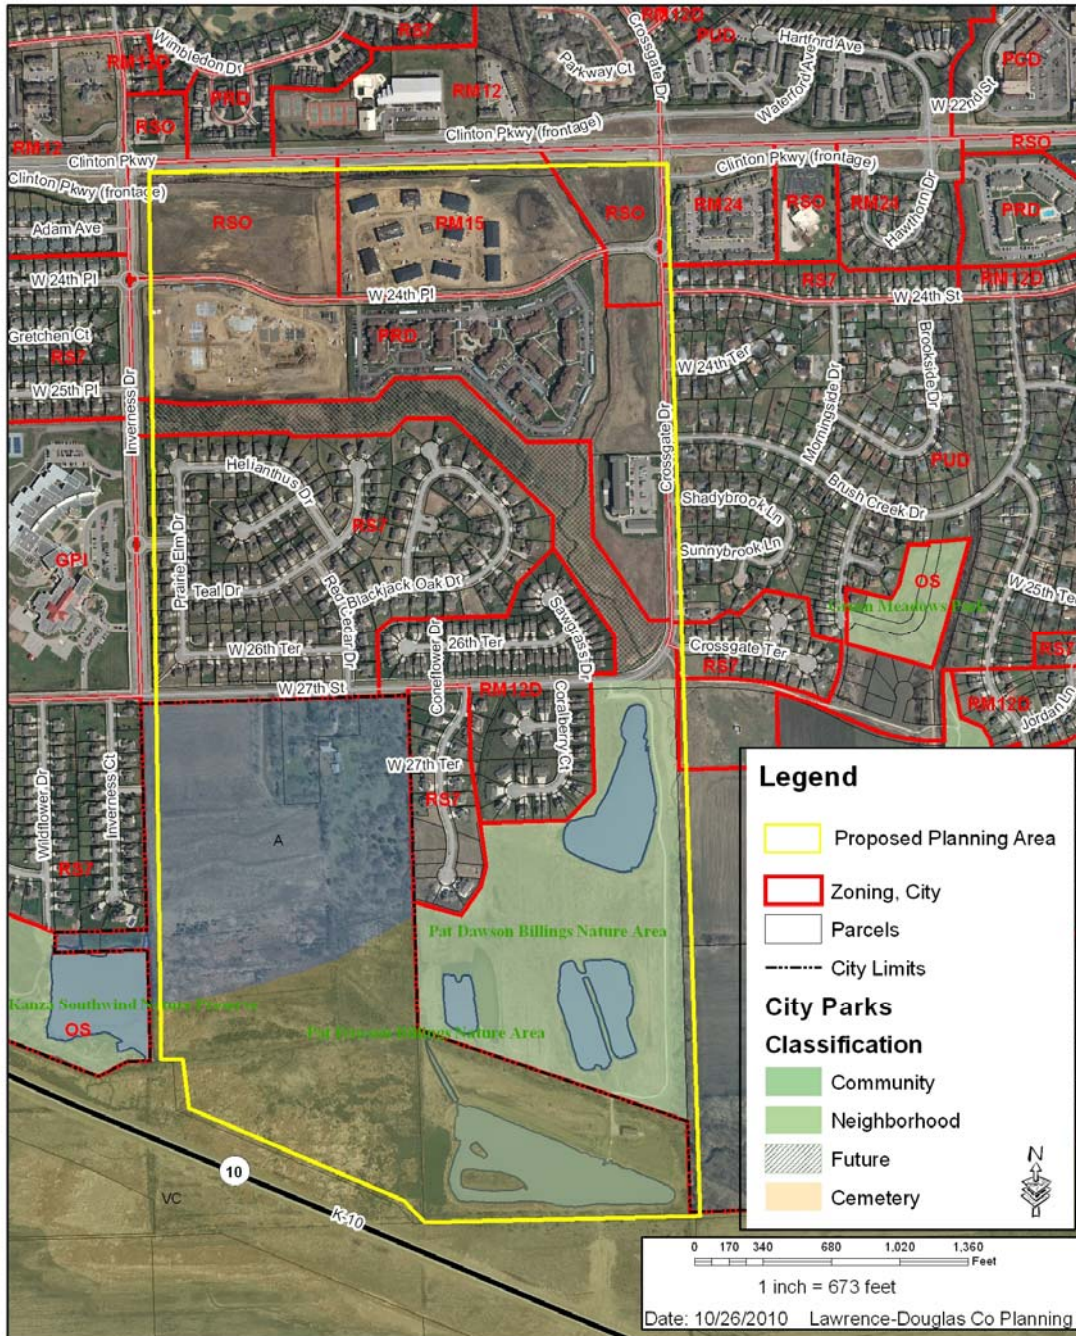 RM12D
PUD
Hartford Ave
Crossgate Dr
Wimbledon Dr
RS7
RM12D
Parkway Ct
PCD
PRD
RM12
Waterford Ave
W 22nd St
RSO
Clinton Pkwy (frontage)
RM12
RSO
Clinton Pkwy
Clinton Pkwy (frontage)
Clinton Pkwy (frontage)
RSO
RM15
RSO
RM24
RSO
RM24
Hawthorn Dr
PRD
Adam Ave
W 24th Pl
RS7
RM12D
W 24th Pl
W 24th St
Gretchen Ct
PRD
RS7
W 24th Ter
Brookside Dr
W 25th Pl
Inverness Dr
Crossgate Dr
Morningside Dr
PUD
Helianthus Dr
Brush Creek Dr
Shadybrook Ln
RS7
Sunnybrook Ln
GPI
Prairie Elm Dr
Teal Dr
Red Cedar Dr
Blackjack Oak Dr
OS
W 25th Ter
Sawgrass Dr
Green Meadows Park
W 26th Ter
Coneflower Dr
26th Ter
Crossgate Ter
RS7
RS7
W 27th St
RM12D
RM12D
Jordan Ln
Coralberry Ct
W 27th Ter
Wildflower Dr
Inverness Ct
RS7
RS7
A
Pat Dawson Billings Nature Area
OS
Pat Dawson Billings Nature Area
10
VC
K-10
Legend
Proposed Planning Area
Zoning, City
Parcels
City Limits
City Parks
Classification
Community
Neighborhood
Future
Cemetery
N
0 170 340 680 1,020 1,360
Feet
1 inch = 673 feet
Date: 10/26/2010 Lawrence-Douglas Co Planning